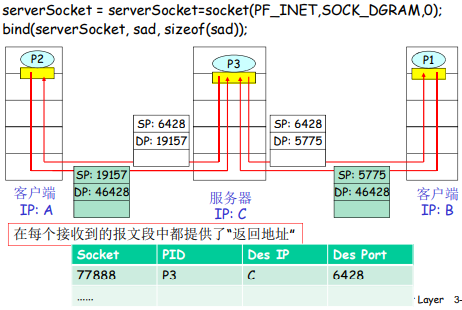 serverSocket = serverSocket=socket(PF_INET,SOCK_DGRAM,0);
bind(serverSocket, sad, sizeof(sad));
P2
P3
P1
SP: 6428
DP: 19157
SP: 6428
DP: 5775
SP: 19157
DP: 46428
SP: 5775
DP: 46428
客户端
IP: A
服务器
IP: C
客户端
IP: B
在每个接收到的报文段中都提供了“返回地址”
Socket PID Des IP Des Port
77888 P3 C 6428
......
Layer 3-